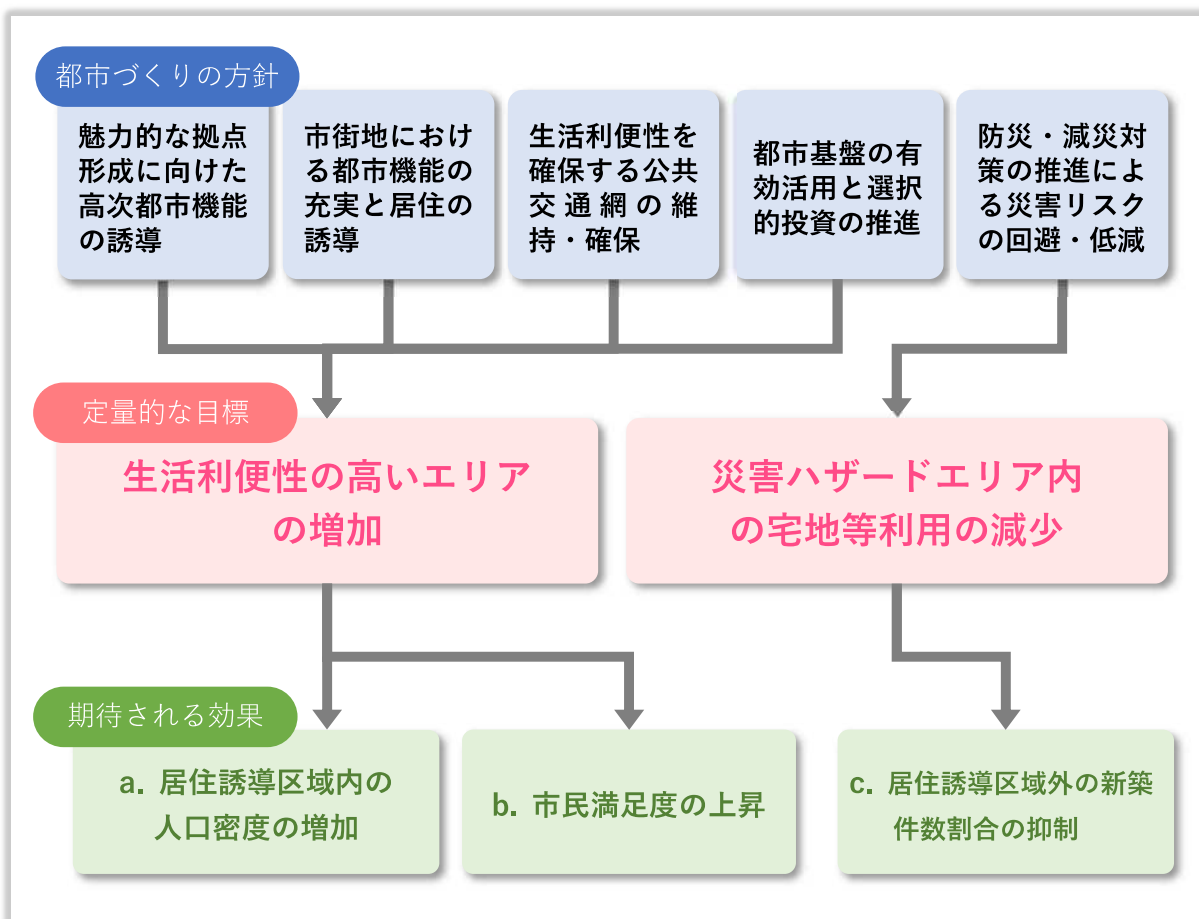 都市づくりの方針
魅力的な拠点
形成に向けた
高次都市機能
の誘導
市街地におけ
る都市機能の
充実と居住の
誘導
生活利便性を
確保する公共
交通網の維
持・確保
都市基盤の有
効活用と選択
的投資の推進
防災・減災対
策の推進によ
る災害リスク
の回避・低減
定量的な目標
生活利便性の高いエリア
の増加
災害ハザードエリア内
の宅地等利用の減少
期待される効果
a. 居住誘導区域内の
人口密度の増加
b. 市民満足度の上昇
c. 居住誘導区域外の新築
件数割合の抑制